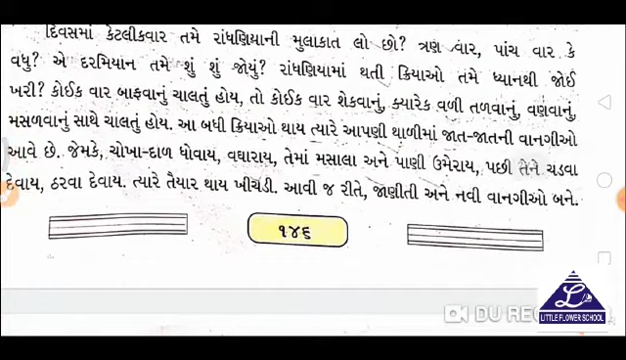 દિવસમાં કેટલીકવાર તમે રાંધણિયાની મુલાકાત લો છો? ત્રણ વાર, પાંચ વાર કે
વધુ? એ દરમિયાન તમે શું શું જોયું? રાંધણિયામાં થતી ક્રિયાઓ તમે ધ્યાનથી જોઈ
ખરી? કોઈક વાર બાફવાનું ચાલતું હોય, તો કોઈક વાર શેકવાનું, ક્યારેક વળી તળવાનું, વણવાનું,
મસળવાનું સાથે ચાલતું હોય. આ બધી ક્રિયાઓ થાય ત્યારે આપણી થાળીમાં જાત-જાતની વાનગીઓ
આવે છે. જેમકે, ચોખા-દાળ ધોવાય, વઘારાય, તેમાં મસાલા અને પાણી ઉમેરાય, પછી તેને ચડવા
દેવાય, ઠરવા દેવાય. ત્યારે તૈયાર થાય ખીચડી. આવી જ રીતે, જાણીતી અને નવી વાનગીઓ બને.
૧૪૬
DU REC
LITTLE FLOWER SCHOOL